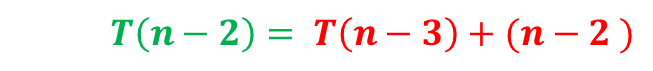 T(n − 2) = T(n − 3) + (n − 2 )